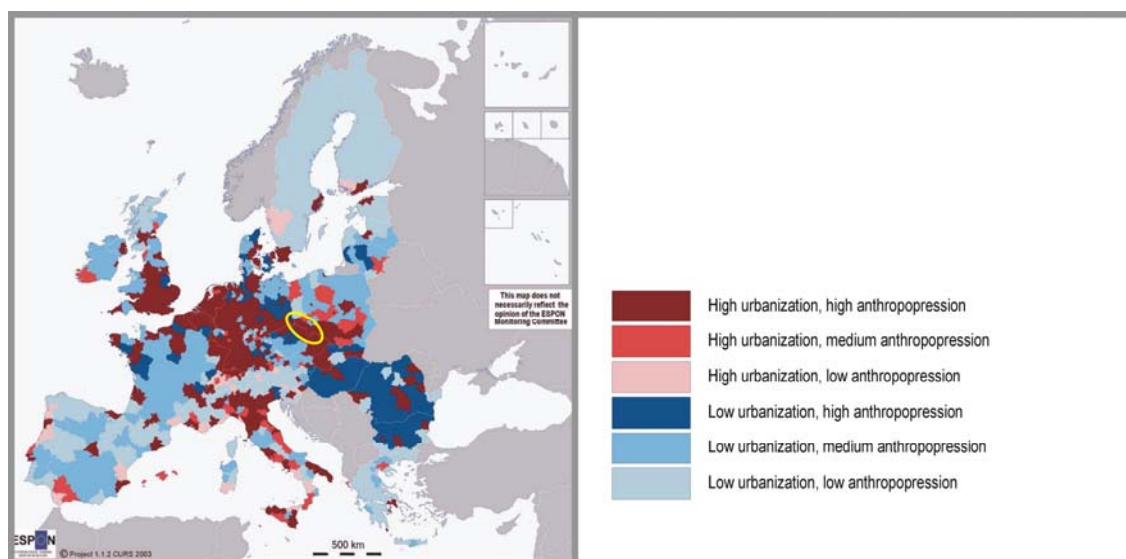 This map does not
necessarily reflect the
opinion of the ESPON
Monitoring Committee
High urbanization, high anthropopression
High urbanization, medium anthropopression
High urbanization, low anthropopression
Low urbanization, high anthropopression
Low urbanization, medium anthropopression
Low urbanization, low anthropopression
ESPON
© Project 1.1.2 CURS 2003
500 km